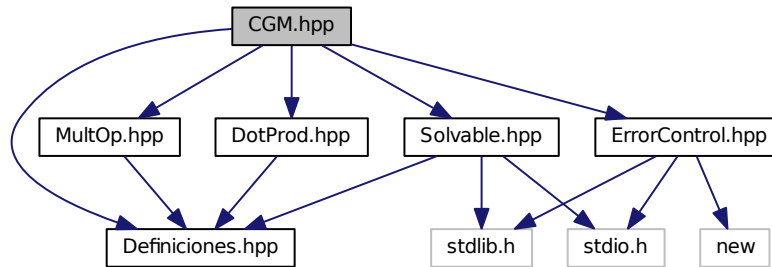 CGM.hpp
MultOp.hpp
DotProd.hpp
Solvable.hpp
ErrorControl.hpp
Definiciones.hpp
stdlib.h
stdio.h
new